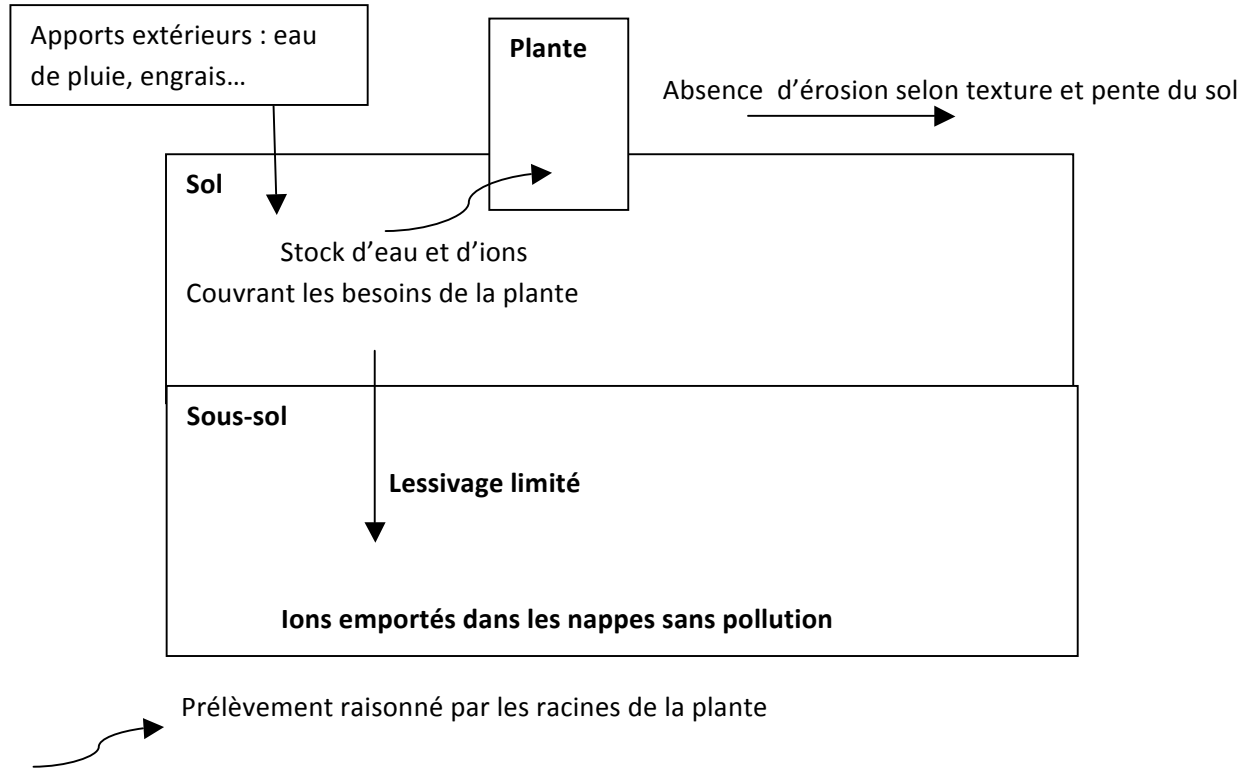 Apports extérieurs : eau
de pluie, engrais…
Plante
Absence d’érosion selon texture et pente du sol
Sol
Stock d’eau et d’ions
Couvrant les besoins de la plante
Sous-sol
Lessivage limité
Ions emportés dans les nappes sans pollution
Prélèvement raisonné par les racines de la plante